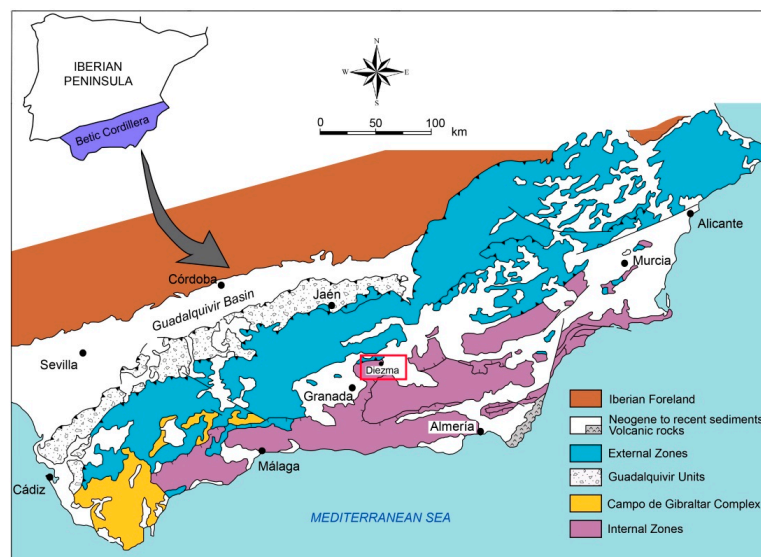 IBERIAN
PENINSULA
Betic Cordillera
N
W
E
S
0 50 100
km
Alicante
Murcia
Córdoba
Guadalquivir Basin
Jaén
Sevilla
Diezma
Granada
Almería
Málaga
Cádiz
MEDITERRANEAN SEA
Iberian Foreland
Neogene to recent sediments
Volcanic rocks
External Zones
Guadalquivir Units
Campo de Gibraltar Complex
Internal Zones